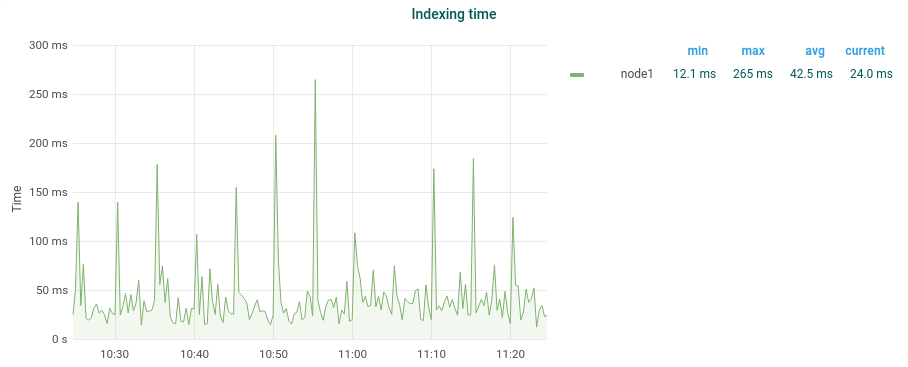 Indexing time
300 ms
250 ms
200 ms
150 ms
100 ms
50 ms
0 s
Time
10:30 10:40 10:50 11:00 11:10 11:20
min max avg current
node1 12.1 ms 265 ms 42.5 ms 24.0 ms